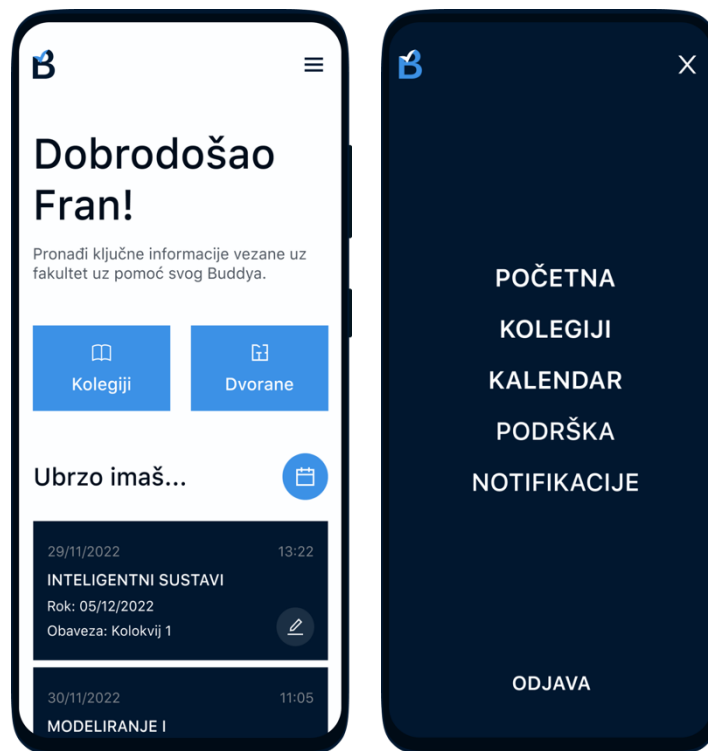 B
Dobrodošao
Fran!
Pronađi ključne informacije vezane uz
fakultet uz pomoć svog Buddya.
Kolegiji
Dvorane
Ubrzo imaš...
29/11/2022 13:22
INTELIGENTNI SUSTAVI
Rok: 05/12/2022
Obaveza: Kolokvij 1
30/11/2022 11:05
MODELIRANJE I
B
X
POČETNA
KOLEGIJI
KALENDAR
PODRŠKA
NOTIFIKACIJE
ODJAVA